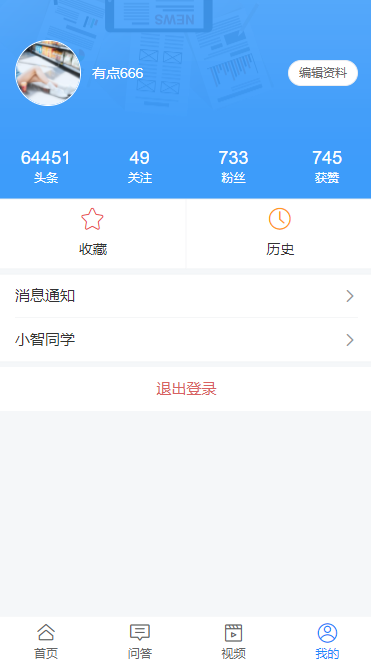 NEWS
有点666
编辑资料
64451 49 733 745
头条 关注 粉丝 获赞
收藏 历史
消息通知
小智同学
退出登录
首页 问答 视频 我的